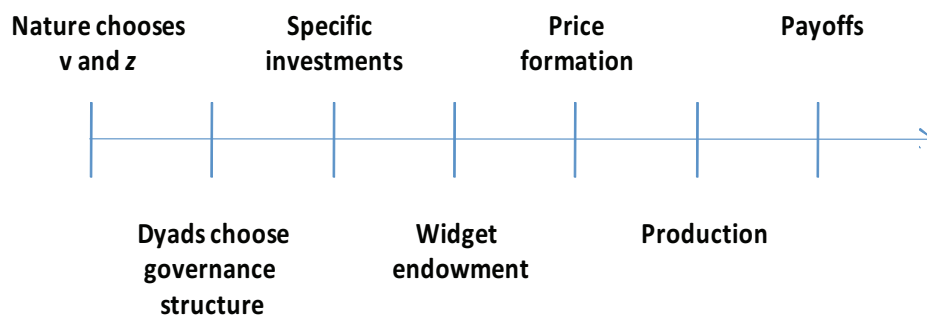 Nature chooses
v and z
Specific
investments
Price
formation
Payoffs
Dyads choose
governance
structure
Widget
endowment
Production